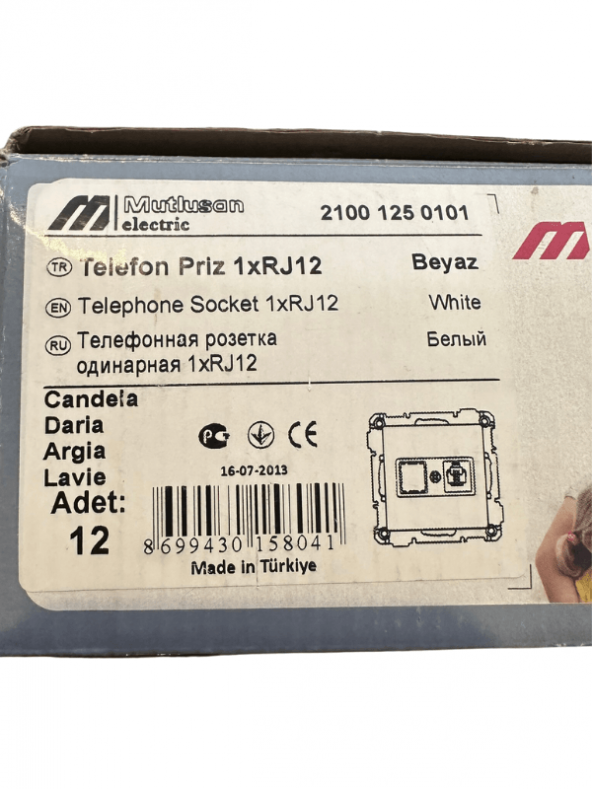 Mutlusan
electric
2100 125 0101
TR Telefon Priz 1xRJ12 Beyaz
EN Telephone Socket 1xRJ12 White
RU Телефонная розетка Белый
одинарная 1xRJ12
Candela
Daria
Argia
Lavie
Adet:
12
РСТ
CE
16-07-2013
8 699430 158041
Made in Türkiye